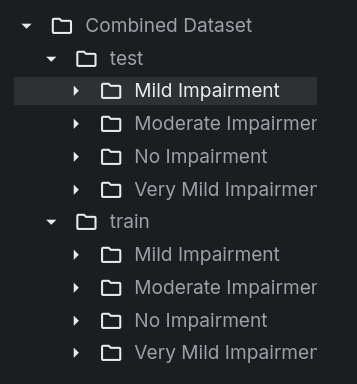 Combined Dataset
test
Mild Impairment
Moderate Impairmer
No Impairment
Very Mild Impairmer
train
Mild Impairment
Moderate Impairmer
No Impairment
Very Mild Impairmer